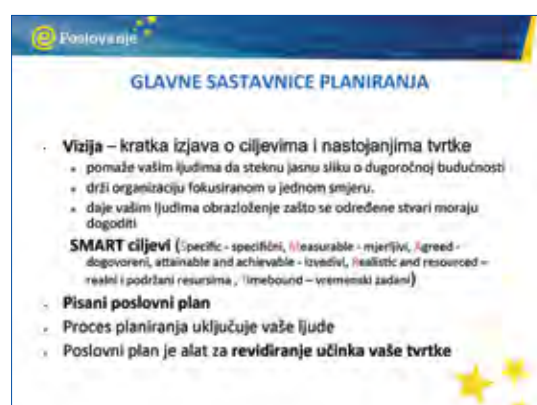 e Poslovanje
GLAVNE SASTAVNICE PLANIRANJA
• Vizija – kratka izjava o ciljevima i nastojanjima tvrtke
• pomaže vašim ljudima da steknu jasnu sliku o dugoročnoj budućnosti
• drži organizaciju fokusiranom u jednom smjeru.
• daje vašim ljudima obrazloženje zašto se određene stvari moraju
dogoditi
SMART ciljevi (Specific - specifični, Measurable - mjerljivi, Agreed -
dogovoreni, attainable and achievable - izvedivi, Realistic and resourced –
realni i podržani resursima , Timebound – vremenski zadani)
• Pisani poslovni plan
• Proces planiranja uključuje vaše ljude
• Poslovni plan je alat za revidiranje učinka vaše tvrtke